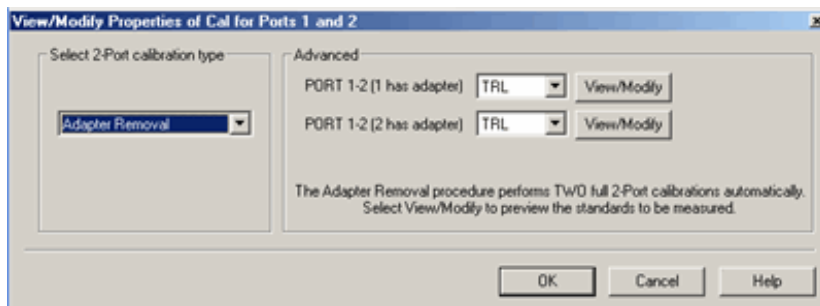 View/Modify Properties of Cal for Ports 1 and 2
Select 2-Port calibration type
Adapter Removal
Advanced
PORT 1-2 (1 has adapter) TRL View/Modify
PORT 1-2 (2 has adapter) TRL View/Modify
The Adapter Removal procedure performs TWO full 2-Port calibrations automatically.
Select View/Modify to preview the standards to be measured.
OK Cancel Help